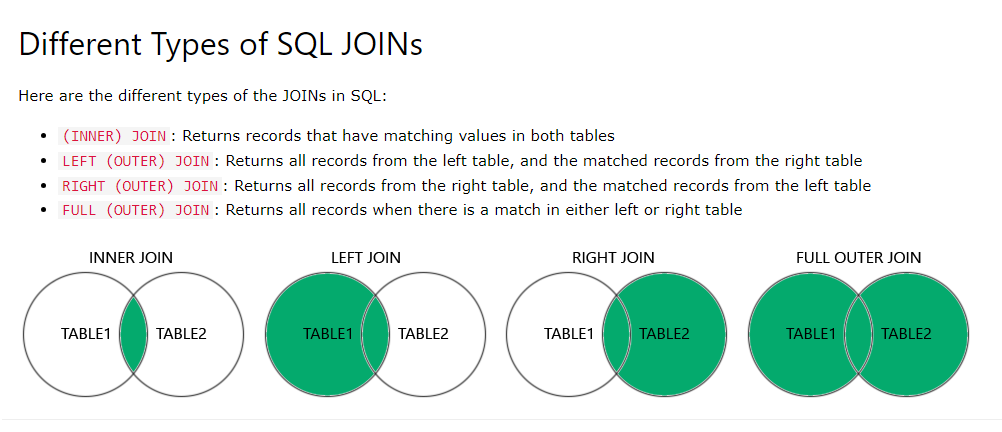 Different Types of SQL JOINs
Here are the different types of the JOINs in SQL:
(INNER) JOIN: Returns records that have matching values in both tables
LEFT (OUTER) JOIN: Returns all records from the left table, and the matched records from the right table
RIGHT (OUTER) JOIN: Returns all records from the right table, and the matched records from the left table
FULL (OUTER) JOIN: Returns all records when there is a match in either left or right table
INNER JOIN
TABLE1
TABLE2
LEFT JOIN
TABLE1
TABLE2
RIGHT JOIN
TABLE1
TABLE2
FULL OUTER JOIN
TABLE1
TABLE2